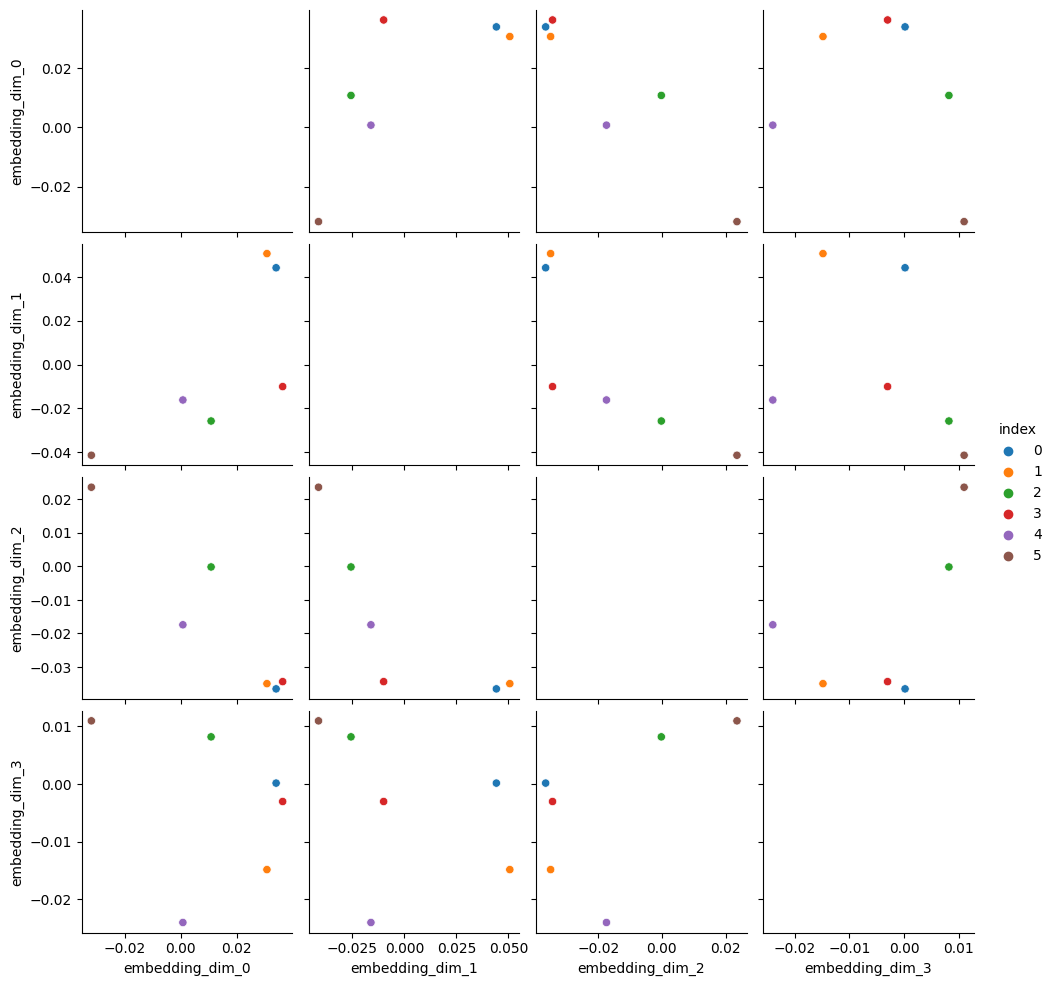 embedding_dim_0
0.02
0.00
−0.02
embedding_dim_1
0.04
0.02
0.00
−0.02
−0.04
embedding_dim_2
0.02
0.01
0.00
−0.01
−0.02
−0.03
embedding_dim_3
0.01
0.00
−0.01
−0.02
−0.02 0.00 0.02
embedding_dim_0
−0.025 0.000 0.025 0.050
embedding_dim_1
−0.02 0.00 0.02
embedding_dim_2
−0.02 −0.01 0.00 0.01
embedding_dim_3
index
0
1
2
3
4
5